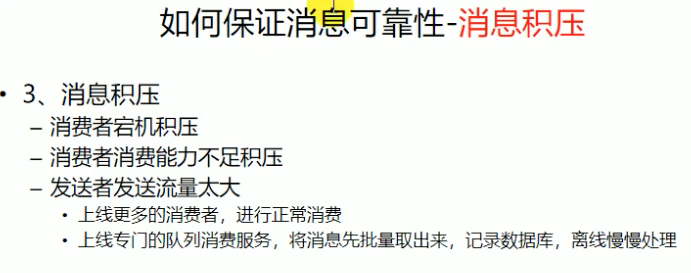 如何保证消息可靠性-消息积压
• 3、消息积压
– 消费者宕机积压
– 消费者消费能力不足积压
– 发送者发送流量太大
• 上线更多的消费者，进行正常消费
• 上线专门的队列消费服务，将消息先批量取出来，记录数据库，离线慢慢处理